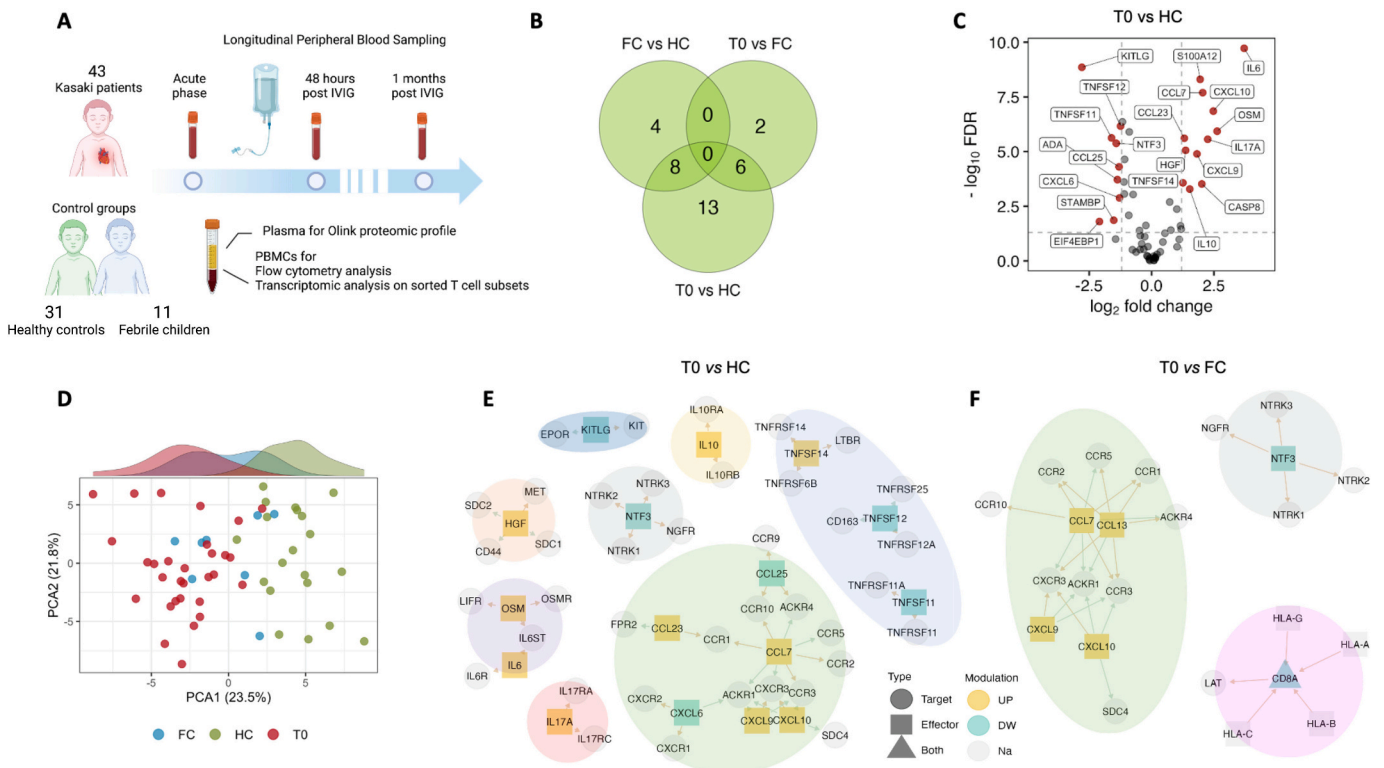 A
Longitudinal Peripheral Blood Sampling
43
Kasaki patients
Acute
phase
48 hours
post IVIG
1 months
post IVIG
Control groups
Plasma for Olink proteomic profile
PBMCs for
Flow cytometry analysis
Transcriptomic analysis on sorted T cell subsets
31
Healthy controls
11
Febrile children
B
FC vs HC
T0 vs FC
4
0
2
0
8
6
13
T0 vs HC
C
T0 vs HC
10.0
7.5
5.0
2.5
0.0
- log10 FDR
KITLG
S100A12
IL6
TNFSF12
CCL7
CXCL10
TNFSF11
CCL23
OSM
ADA
NTF3
IL17A
CCL25
HGF
CXCL9
CXCL6
TNFSF14
STAMBP
CASP8
EIF4EBP1
IL10
-2.5
0.0
2.5
log2 fold change
D
5
0
-5
PCA2 (21.8%)
-5
0
5
PCA1 (23.5%)
FC
HC
T0
E
T0 vs HC
EPOR
KITLG
KIT
IL10RA
IL10
IL10RB
TNFRSF14
LTBR
TNFSF14
TNFRSF6B
TNFRSF25
CD163
TNFSF12
TNFRSF12A
TNFRSF11A
TNFSF11
TNFRSF11
SDC2
MET
HGF
CD44
SDC1
NTRK2
NTRK3
NTF3
NGFR
NTRK1
LIFR
OSM
OSMR
IL6ST
IL6
IL6R
IL17RA
IL17A
IL17RC
CCR9
CCL25
CCR10
ACKR4
FPR2
CCL23
CCR1
CCR5
CCL7
CCR2
CXCR3
ACKR1
CCR3
CXCR2
CXCL6
CXCL9
CXCL10
SDC4
CXCR1
Type
Target
Effector
Both
Modulation
UP
DW
Na
F
T0 vs FC
CCR5
CCR2
CCR1
CCR10
CCL7
CCL13
ACKR4
CXCR3
ACKR1
CCR3
CXCL9
CXCL10
SDC4
NTRK3
NGFR
NTF3
NTRK2
NTRK1
HLA-G
HLA-A
LAT
CD8A
HLA-B
HLA-C